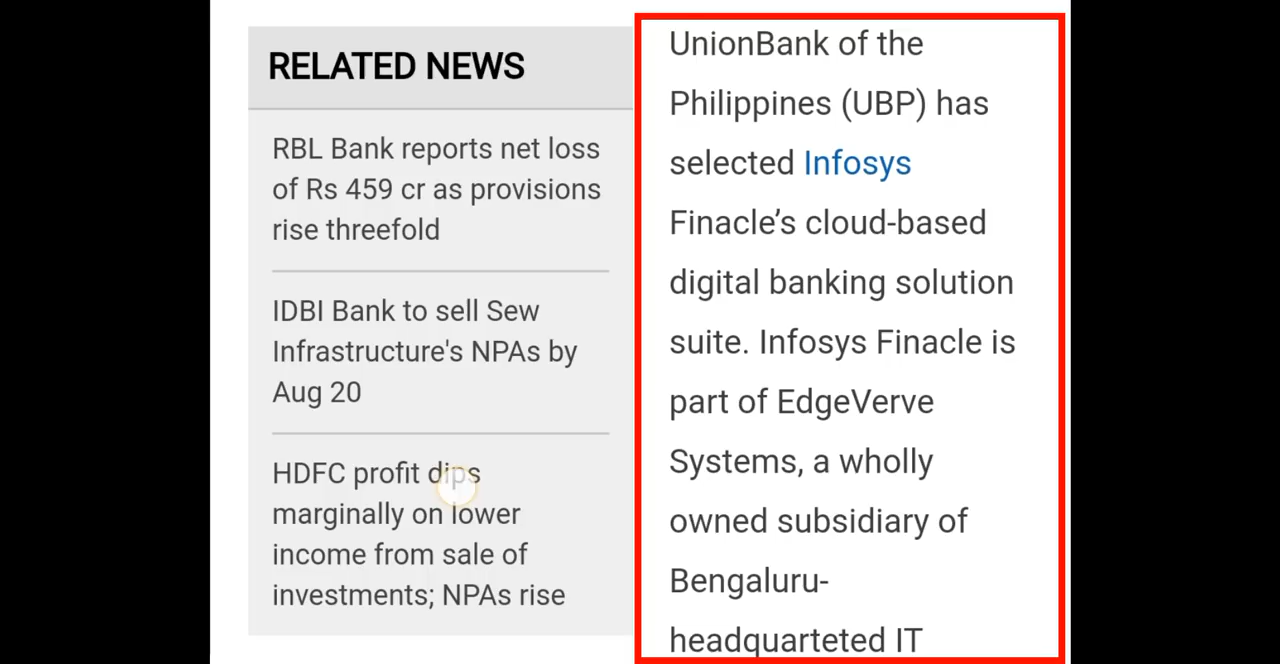 RELATED NEWS
RBL Bank reports net loss
of Rs 459 cr as provisions
rise threefold
IDBI Bank to sell Sew
Infrastructure's NPAs by
Aug 20
HDFC profit dips
marginally on lower
income from sale of
investments; NPAs rise
UnionBank of the
Philippines (UBP) has
selected Infosys
Finacle’s cloud-based
digital banking solution
suite. Infosys Finacle is
part of EdgeVerve
Systems, a wholly
owned subsidiary of
Bengaluru-
headquarteted IT